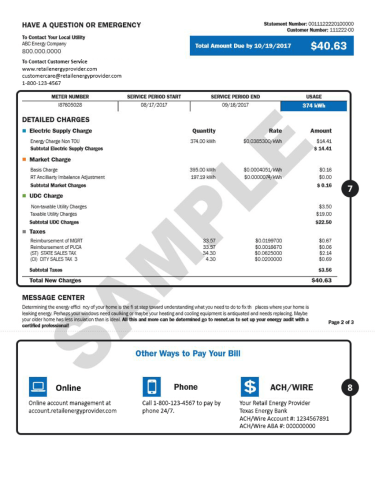 HAVE A QUESTION OR EMERGENCY
Statement Number: 0011122220100000
Customer Number: 111222-00
To Contact Your Local Utility
ABC Energy Company
800.000.0000
Total Amount Due by 10/19/2017 $40.63
To Contact Customer Service
www.retailenergyprovider.com
customercare@retailenergyprovider.com
1-800-123-4567
METER NUMBER SERVICE PERIOD START SERVICE PERIOD END USAGE
I87605028 08/17/2017 09/18/2017 374 kWh
DETAILED CHARGES
Electric Supply Charge Quantity Rate Amount
Energy Charge Non TOU 374.00 kWh $0.0385300/kWh $14.41
Subtotal Electric Supply Charges $ 14.41
Market Charge
Basis Charge 395.00 kWh $0.0004051/kWh $0.16
RT Ancillary Imbalance Adjustment 197.19 kWh $0.0000074/kWh $0.00
Subtotal Market Charges $ 0.16
7
UDC Charge
Non-taxable Utility Charges $3.50
Taxable Utility Charges $19.00
Subtotal UDC Charges $22.50
Taxes
Reimbursement of MGRT 33.57 $0.0199700 $0.67
Reimbursement of PUCA 33.57 $0.0016670 $0.06
(ST) STATE SALES TAX 34.30 $0.0625000 $2.14
(CI) CITY SALES TAX 3 4.30 $0.0200000 $0.69
Subtotal Taxes $3.56
Total New Charges $40.63
SAMPLE
MESSAGE CENTER
Determining the energy effici ncy of your home is the fi st step toward understanding what you need to do to fix th places where your home is
leaking energy. Perhaps your windows need caulking or maybe your heating and cooling equipment is antiquated and needs replacing. Maybe
your older home has less insulation than is ideal. All this and more can be determined go to resnet.us to set up your energy audit with a
certified professional!
Page 2 of 3
Other Ways to Pay Your Bill
Online Phone $ ACH/WIRE
8
Online account management at
account.retailenergyprovider.com
Call 1-800-123-4567 to pay by
phone 24/7.
Your Retail Energy Provider
Texas Energy Bank
ACH/Wire Account #: 1234567891
ACH/Wire ABA #: 000000000